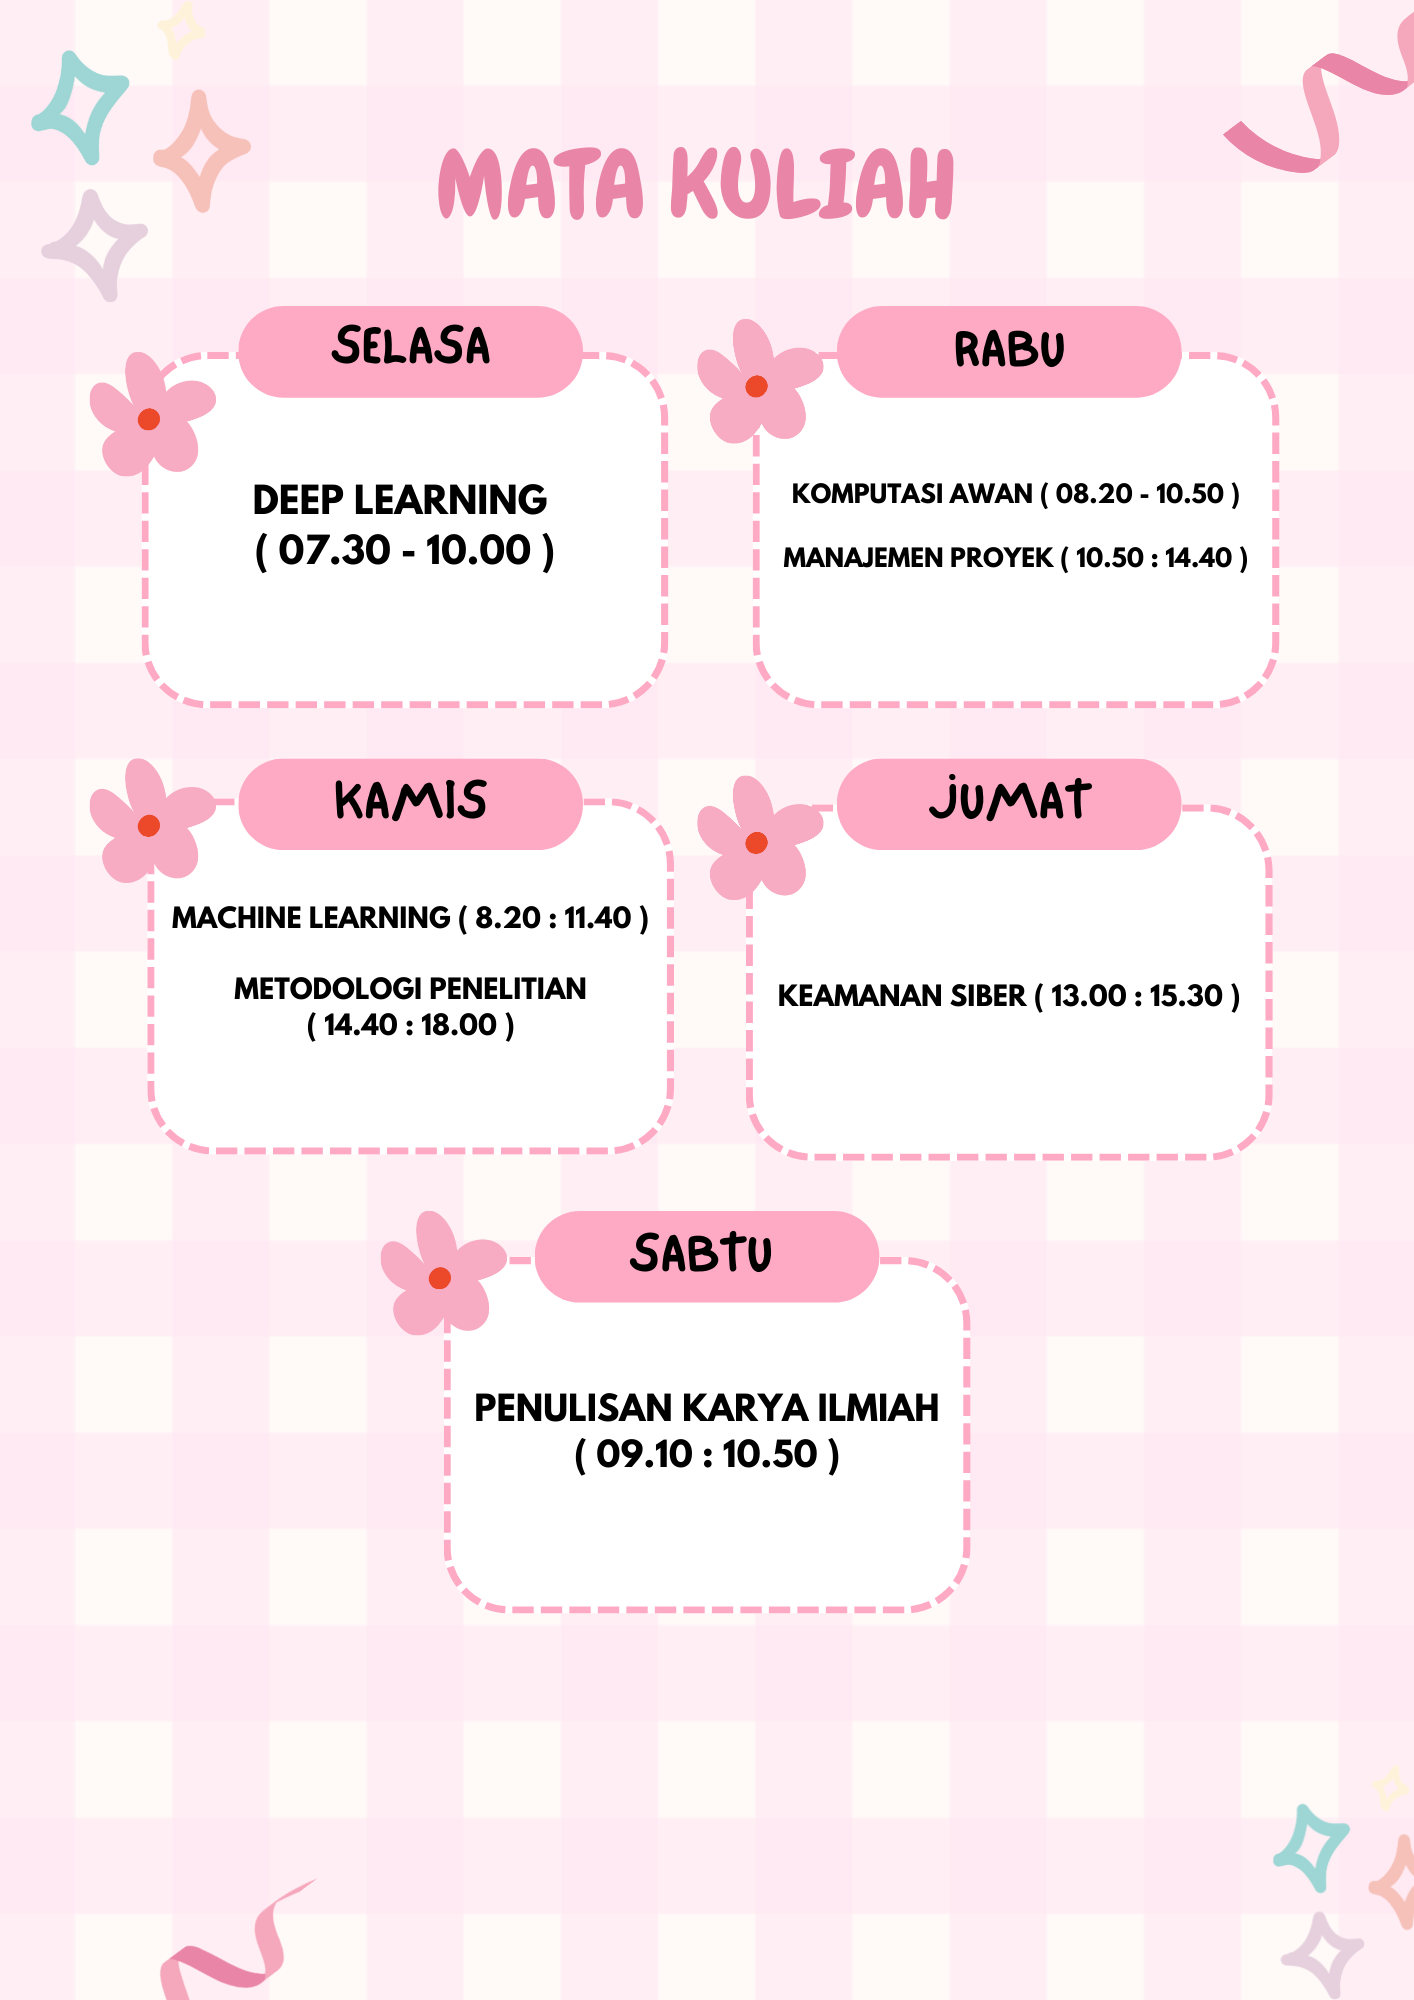 MATA KULIAH
SELASA
DEEP LEARNING
( 07.30 - 10.00 )
RABU
KOMPUTASI AWAN ( 08.20 - 10.50 )
MANAJEMEN PROYEK ( 10.50 : 14.40 )
KAMIS
MACHINE LEARNING ( 8.20 : 11.40 )
METODOLOGI PENELITIAN
( 14.40 : 18.00 )
JUMAT
KEAMANAN SIBER ( 13.00 : 15.30 )
SABTU
PENULISAN KARYA ILMIAH
( 09.10 : 10.50 )